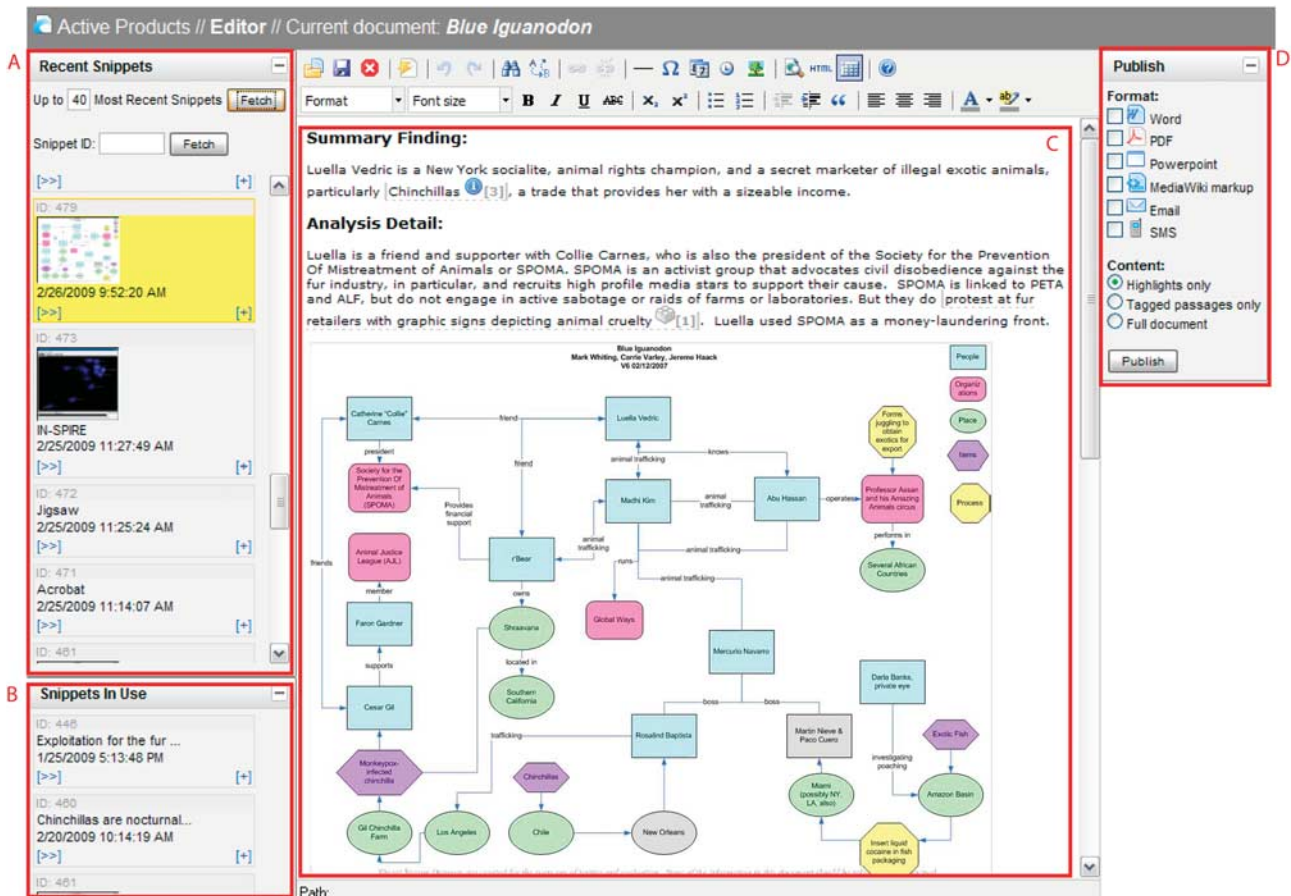 Active Products // Editor // Current document: Blue Iguanodon
A
Recent Snippets
Up to 40 Most Recent Snippets Fetch
Snippet ID: Fetch
[>>] [+]
ID: 479
2/26/2009 9:52:20 AM
[>>] [+]
ID: 473
IN-SPIRE
2/25/2009 11:27:49 AM
[>>] [+]
ID: 472
Jigsaw
2/25/2009 11:25:24 AM
[>>] [+]
ID: 471
Acrobat
2/25/2009 11:14:07 AM
[>>] [+]
ID: 461
B
Snippets In Use
ID: 446
Exploitation for the fur ...
1/25/2009 5:13:48 PM
[>>] [+]
ID: 460
Chinchillas are nocturnal...
2/20/2009 10:14:19 AM
[>>] [+]
ID: 461
HTML
Format Font size B I U ABC X₂ X²
C
Summary Finding:
Luella Vedric is a New York socialite, animal rights champion, and a secret marketer of illegal exotic animals,
particularly Chinchillas [3], a trade that provides her with a sizeable income.
Analysis Detail:
Luella is a friend and supporter with Collie Carnes, who is also the president of the Society for the Prevention
Of Mistreatment of Animals or SPOMA. SPOMA is an activist group that advocates civil disobedience against the
fur industry, in particular, and recruits high profile media stars to support their cause. SPOMA is linked to PETA
and ALF, but do not engage in active sabotage or raids of farms or laboratories. But they do protest at fur
retailers with graphic signs depicting animal cruelty [1]. Luella used SPOMA as a money-laundering front.
Blue Iguanodon
Mark Whiting, Carrie Varley, Jereme Haack
V6 02/12/2007
People
Organiz
ations
Place
Items
Process
Catherine "Collie"
Carnes
friend
Luella Vedric
Forms
juggling to
obtain
exotics for
export
president
friend
animal trafficking
knows
Society for the
Prevention Of
Mistreatment of
Animals
(SPOMA)
Provides
financial
support
Madhi Kim
animal
trafficking
Abu Hassan
operates
Professor Assan
and his Amazing
Animals circus
Animal Justice
League (AJL)
r'Bear
animal
trafficking
animal trafficking
performs in
Several African
Countries
friends
member
owns
runs
animal trafficking
Faron Gardner
Shraavana
Global Ways
supports
located in
Mercurio Navarro
Cesar Gil
Southern
California
Darla Banks,
private eye
boss
boss
trafficking
Rosalind Baptista
Martin Nieve &
Paco Cuero
Exotic Fish
Monkeypox-
infected
chinchilla
Chinchillas
investigating
poaching
Miami
(possibly NY,
LA, also)
Amazon Basin
Gil Chinchilla
Farm
Los Angeles
Chile
New Orleans
Insert liquid
cocaine in fish
packaging
Path:
D
Publish
Format:
Word
PDF
Powerpoint
MediaWiki markup
Email
SMS
Content:
Highlights only
Tagged passages only
Full document
Publish